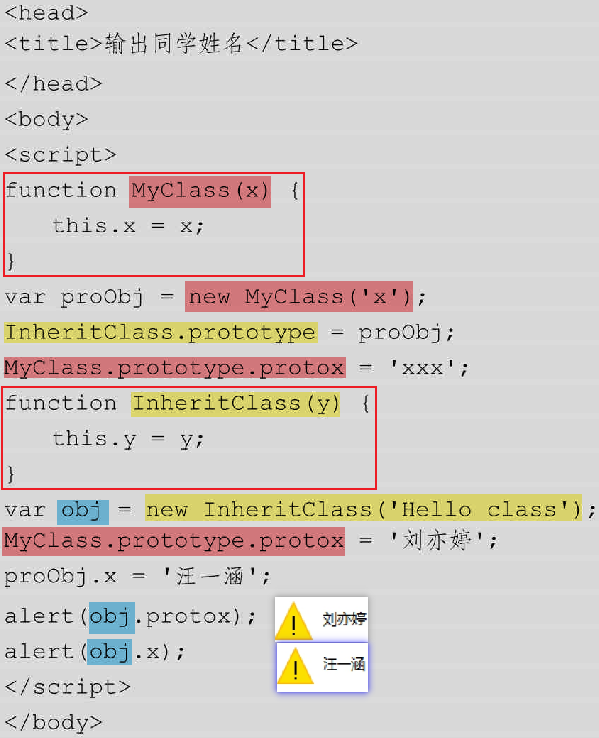 <head>
<title>输出同学姓名</title>
</head>
<body>
<script>
function MyClass(x) {
this.x = x;
}
var proObj = new MyClass('x');
InheritClass.prototype = proObj;
MyClass.prototype.protox = 'xxx';
function InheritClass(y) {
this.y = y;
}
var obj = new InheritClass('Hello class');
MyClass.prototype.protox = '刘亦婷';
proObj.x = '汪一涵';
alert(obj.protox); 刘亦婷
alert(obj.x); 汪一涵
</script>
</body>